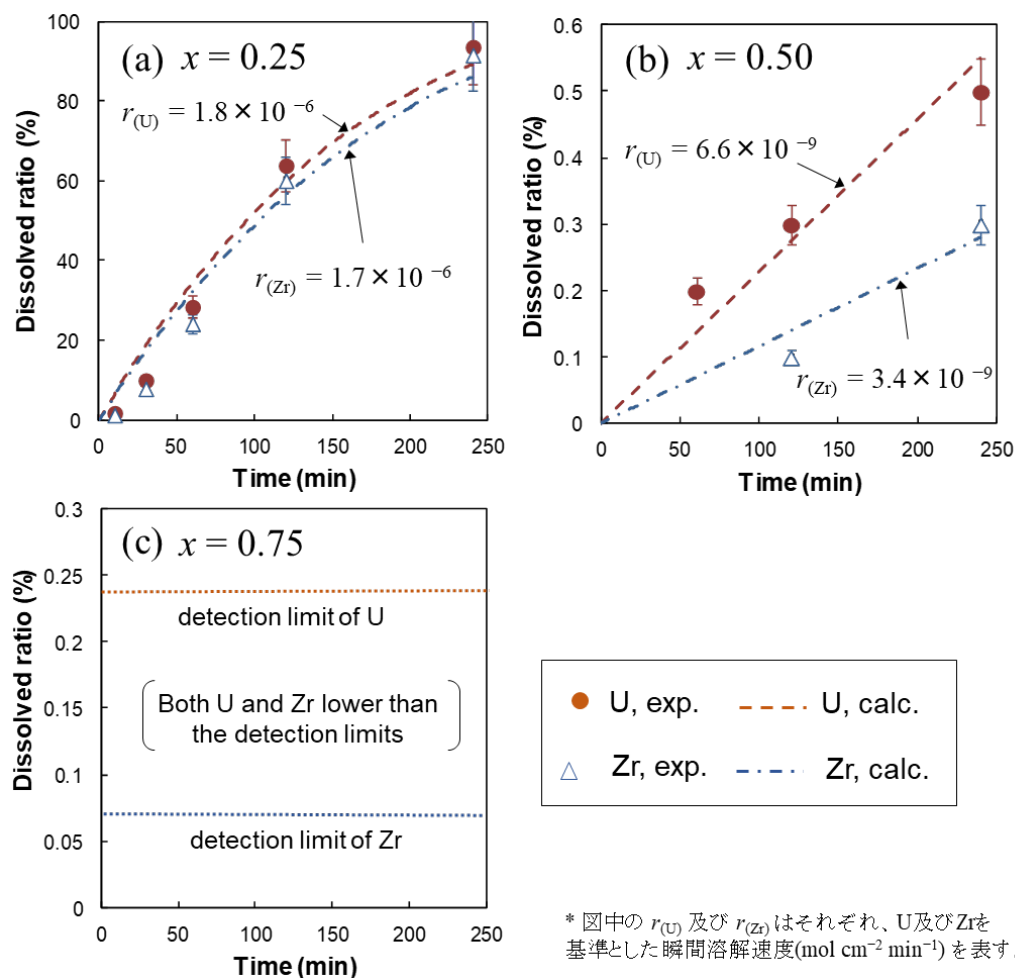 (a) x = 0.25
r(U) = 1.8 × 10 −6
r(Zr) = 1.7 × 10 −6
Dissolved ratio (%)
100
80
60
40
20
0
0 50 100 150 200 250
Time (min)
(b) x = 0.50
r(U) = 6.6 × 10 −9
r(Zr) = 3.4 × 10 −9
Dissolved ratio (%)
0.6
0.5
0.4
0.3
0.2
0.1
0
0 50 100 150 200 250
Time (min)
(c) x = 0.75
detection limit of U
Both U and Zr lower than
the detection limits
detection limit of Zr
Dissolved ratio (%)
0.3
0.25
0.2
0.15
0.1
0.05
0
0 50 100 150 200 250
Time (min)
U, exp. U, calc.
Zr, exp. Zr, calc.
* 図中の r(U) 及び r(Zr) はそれぞれ、U及びZrを
基準とした瞬間溶解速度(mol cm−2 min−1) を表す.